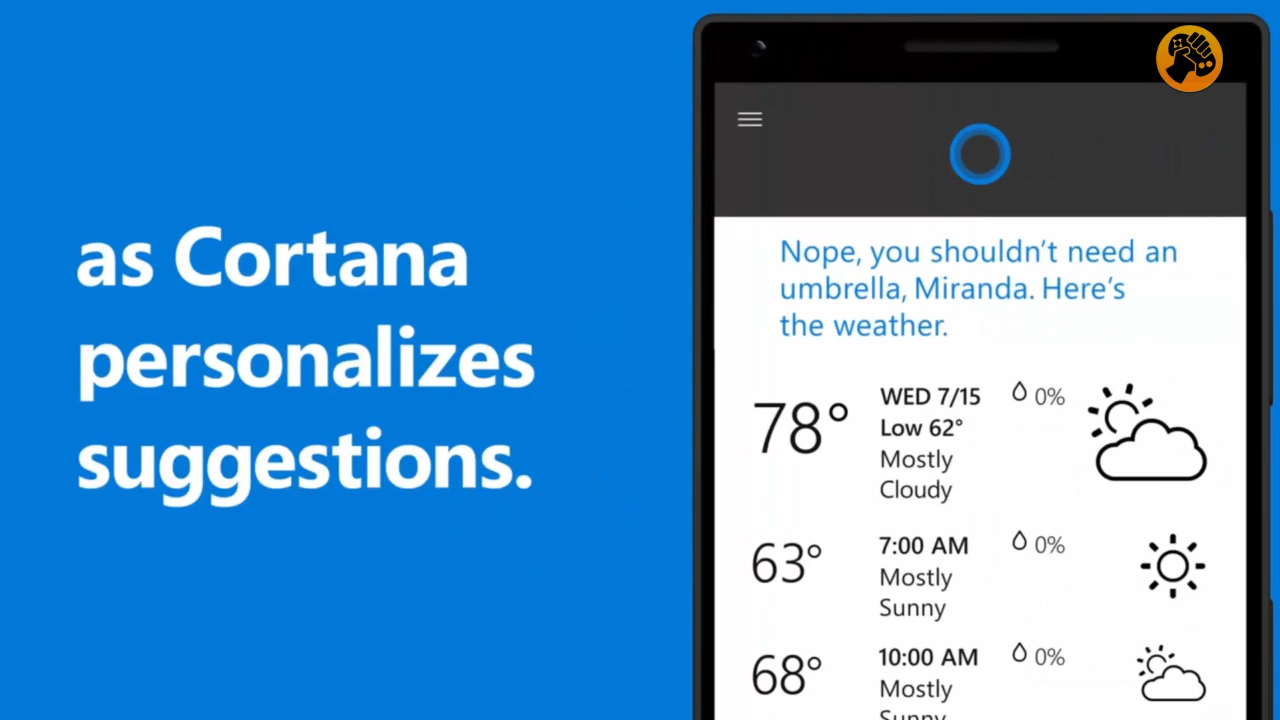 as Cortana
personalizes
suggestions.
Nope, you shouldn't need an
umbrella, Miranda. Here's
the weather.
78°
WED 7/15
0%
Low 62°
Mostly
Cloudy
63°
7:00 AM
0%
Mostly
Sunny
68°
10:00 AM
0%
Mostly
Sunny